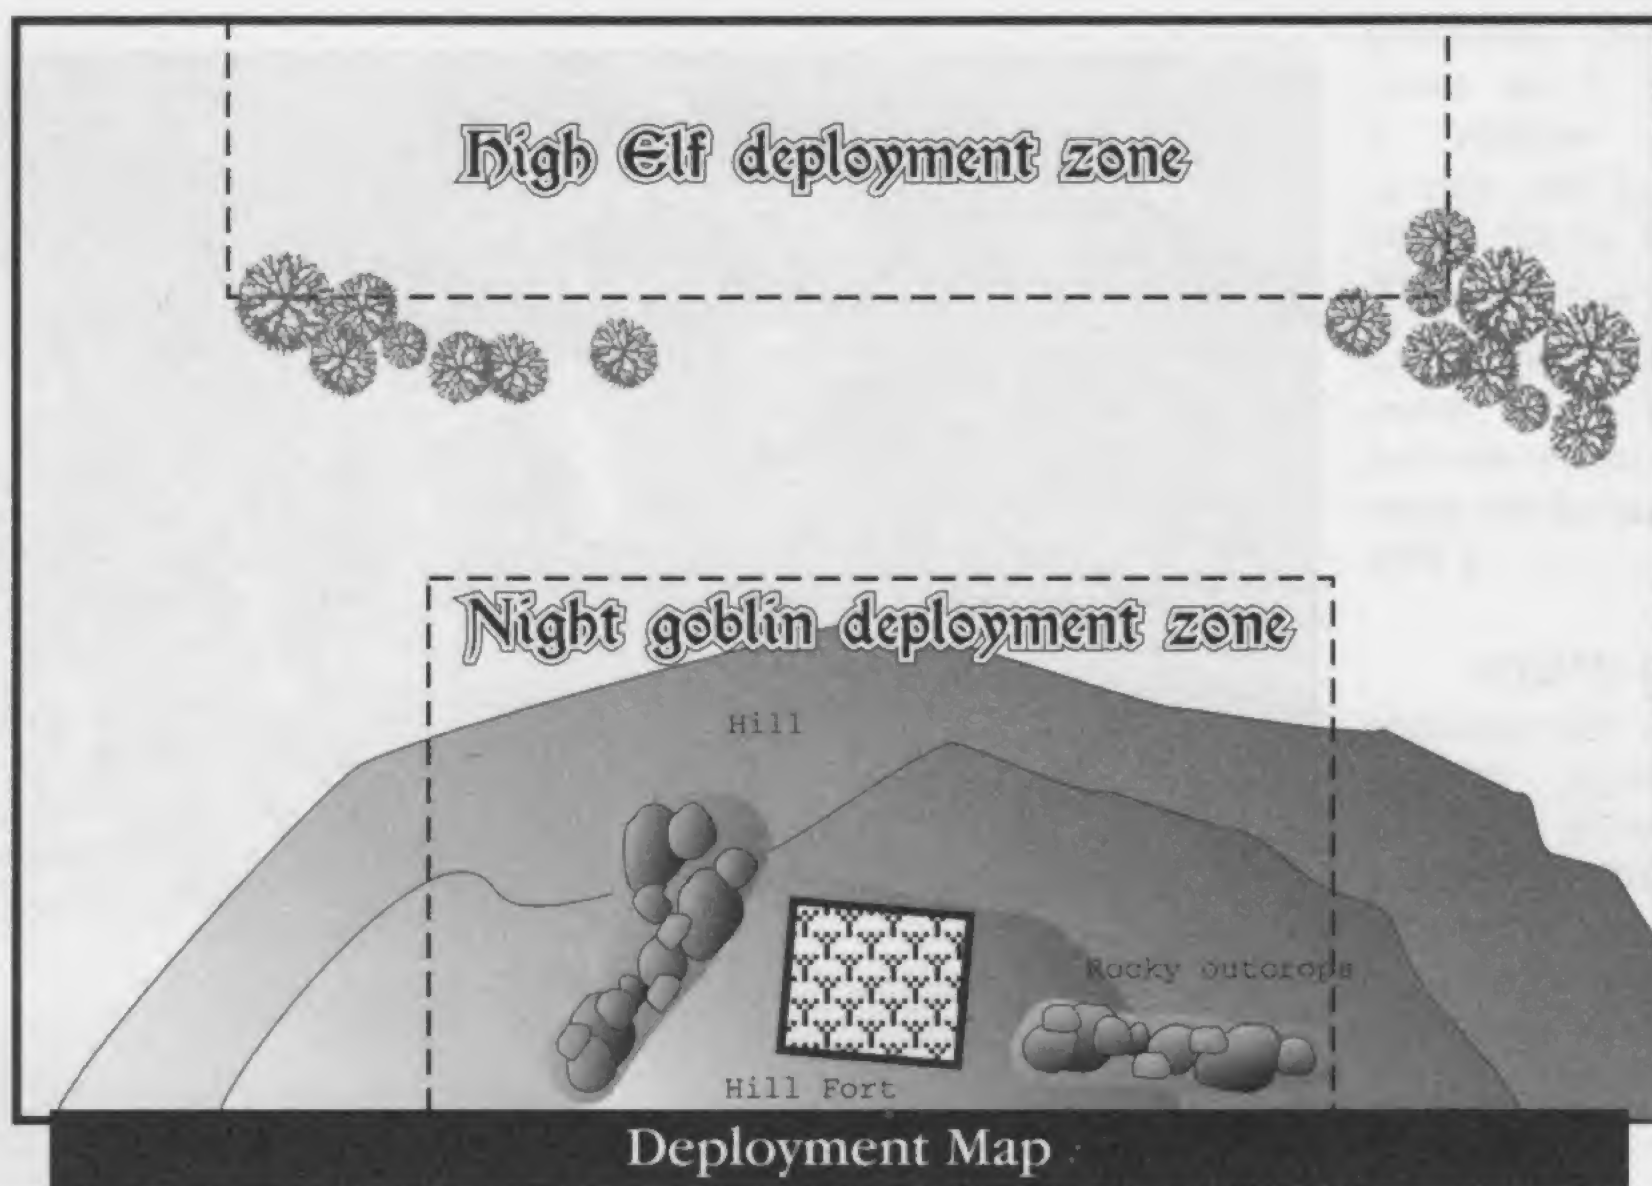 High Elf deployment zone
Night goblin deployment zone
Hill
Rocky outcrops
Hill Fort
Deployment Map